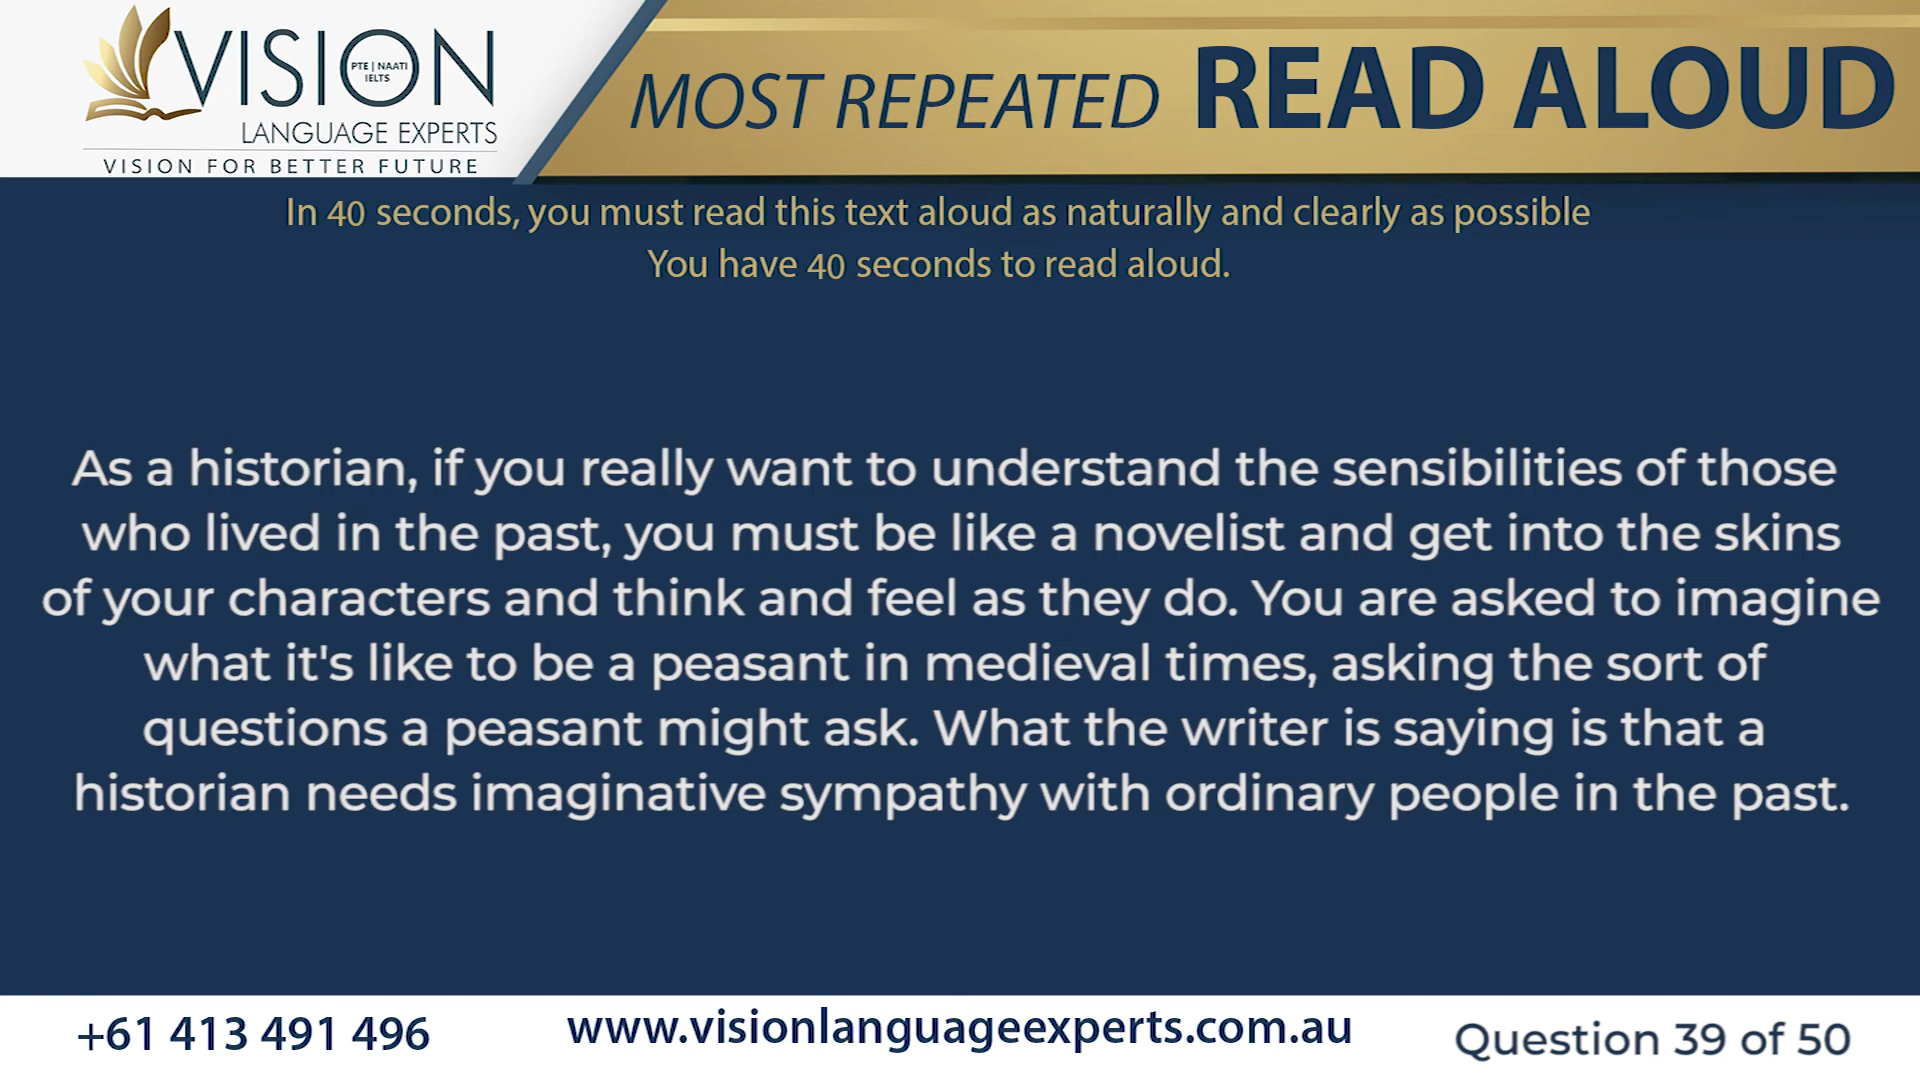 VISION
PTE | NAATI
IELTS
LANGUAGE EXPERTS
VISION FOR BETTER FUTURE
MOST REPEATED READ ALOUD
In 40 seconds, you must read this text aloud as naturally and clearly as possible
You have 40 seconds to read aloud.
As a historian, if you really want to understand the sensibilities of those
who lived in the past, you must be like a novelist and get into the skins
of your characters and think and feel as they do. You are asked to imagine
what it's like to be a peasant in medieval times, asking the sort of
questions a peasant might ask. What the writer is saying is that a
historian needs imaginative sympathy with ordinary people in the past.
+61 413 491 496
www.visionlanguageexperts.com.au
Question 39 of 50